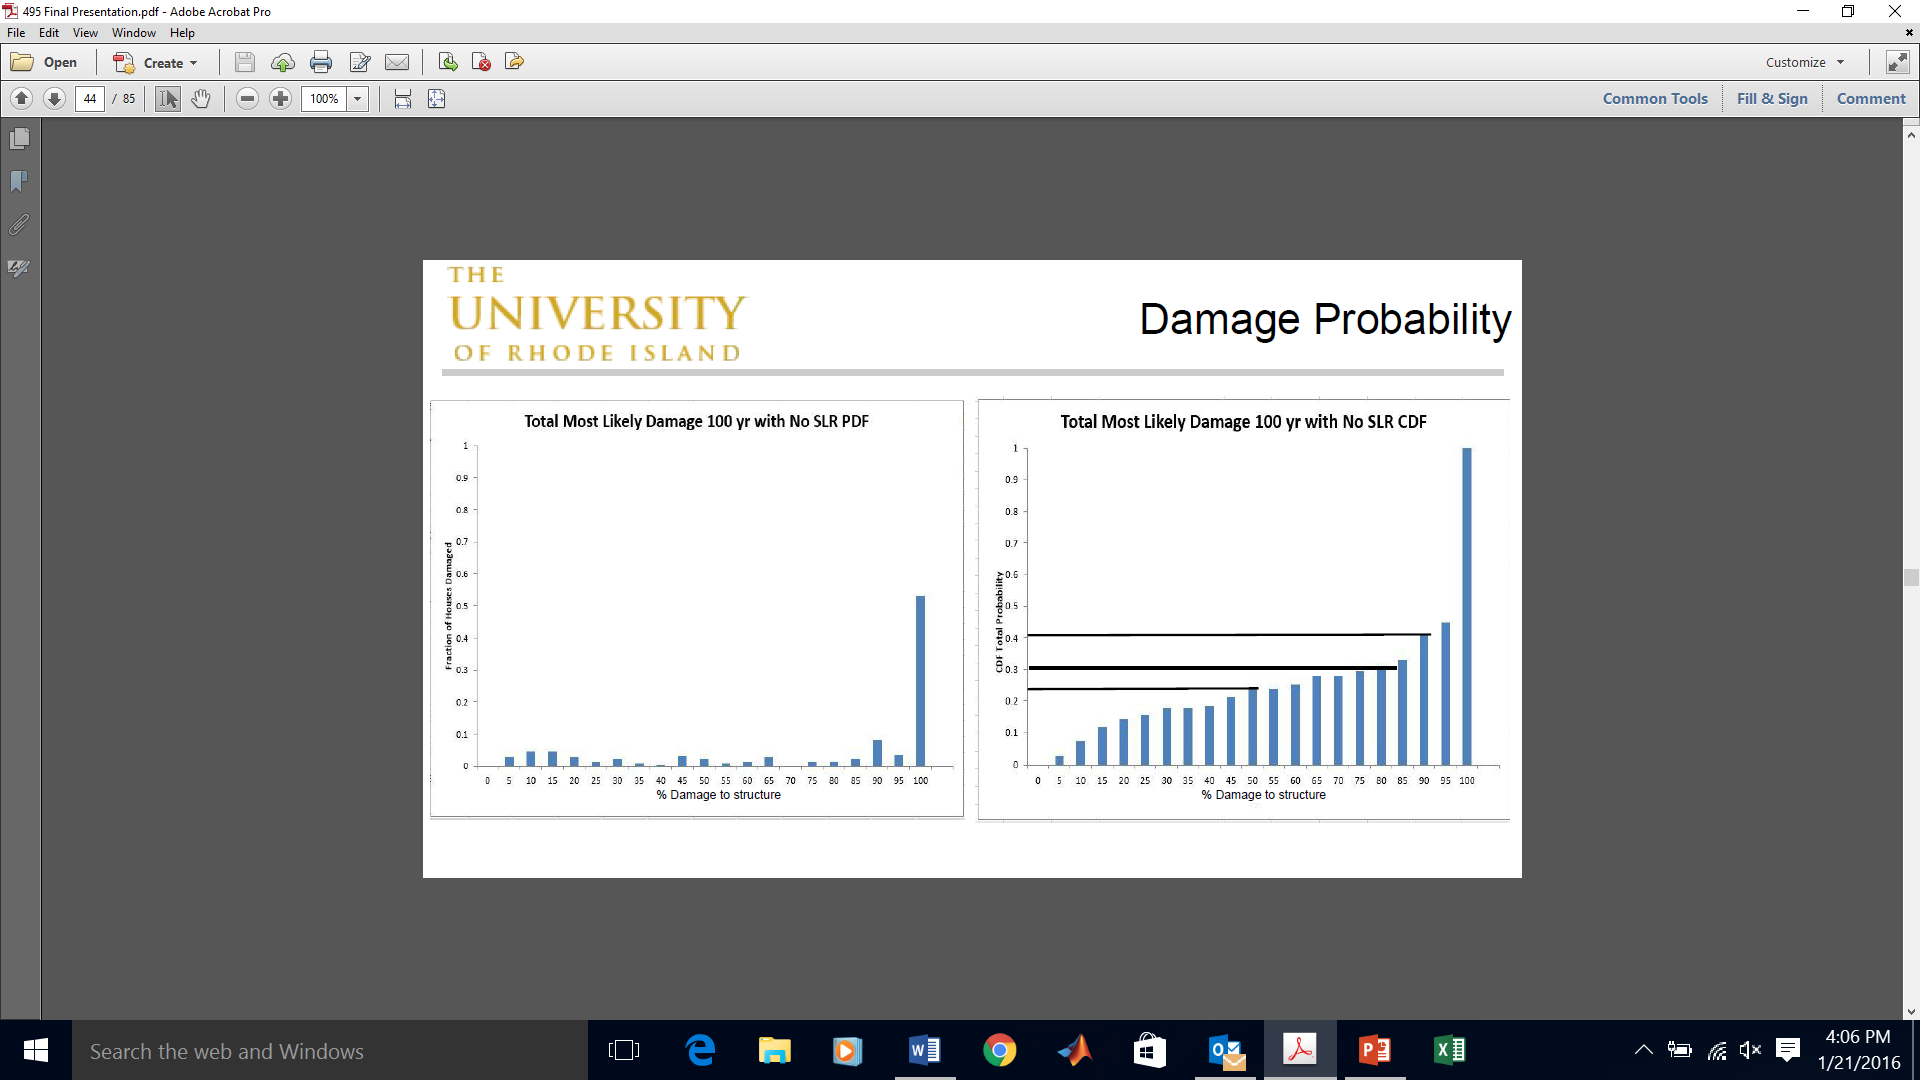 495 Final Presentation.pdf - Adobe Acrobat Pro
File Edit View Window Help
Open Create Customize
44 / 85 100% Common Tools Fill & Sign Comment
THE
UNIVERSITY
OF RHODE ISLAND
Damage Probability
Total Most Likely Damage 100 yr with No SLR PDF
1
0.9
0.8
0.7
0.6
0.5
0.4
0.3
0.2
0.1
0
Fraction of Houses Damaged
0 5 10 15 20 25 30 35 40 45 50 55 60 65 70 75 80 85 90 95 100
% Damage to structure
Total Most Likely Damage 100 yr with No SLR CDF
1
0.9
0.8
0.7
0.6
0.5
0.4
0.3
0.2
0.1
0
CDF Total Probability
0 5 10 15 20 25 30 35 40 45 50 55 60 65 70 75 80 85 90 95 100
% Damage to structure
Search the web and Windows
4:06 PM
1/21/2016